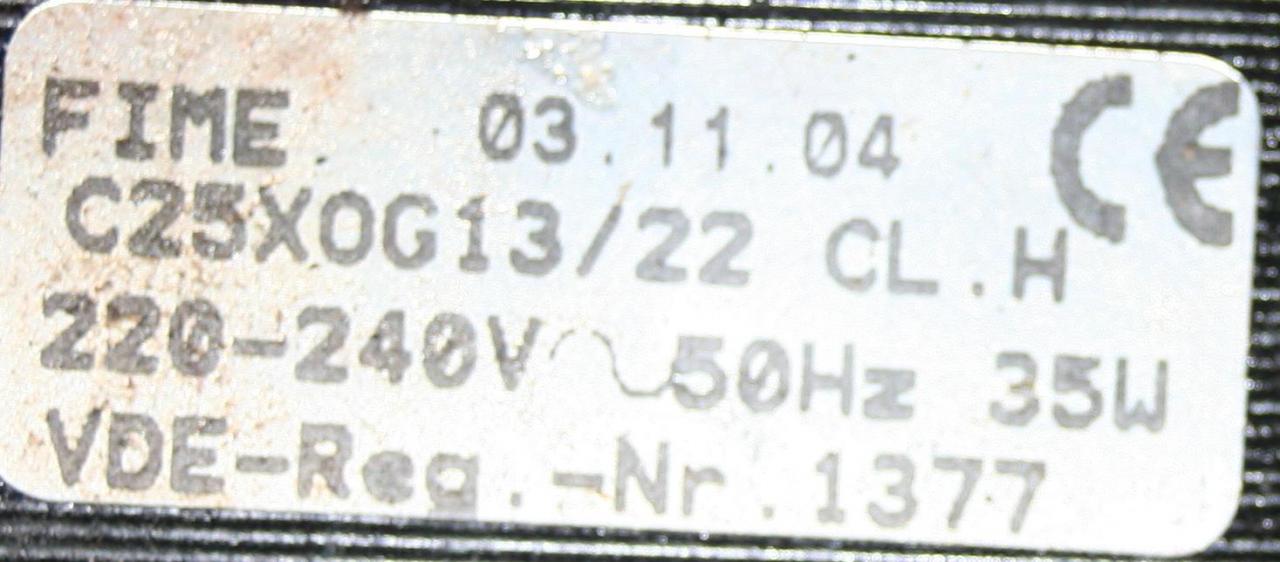 FIME 03.11.04 CE
C25X0G13/22 CL.H
220-240V~50Hz 35W
VDE-Reg.-Nr.1377